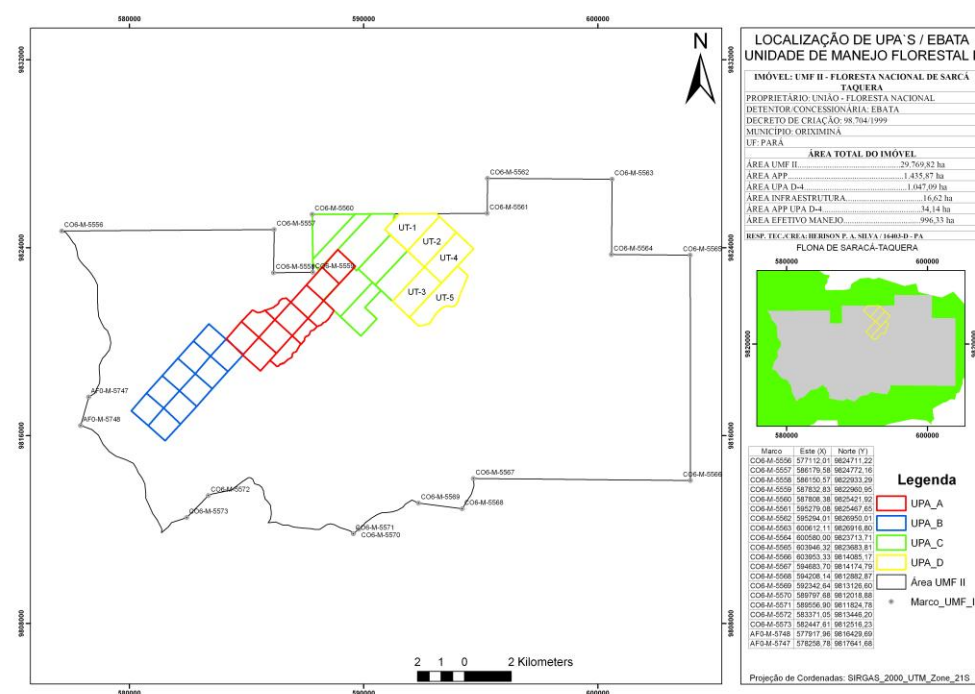 580000
590000
600000
9832000
9832000
N
CO6-M-5562
CO6-M-5563
CO6-M-5560
CO6-M-5561
CO6-M-5556
CO6-M-5557
UT-1
UT-2
9824000
9824000
CO6-M-5564
CO6-M-5565
UT-4
CO6-M-5558
CO6-M-5559
UT-3
UT-5
AF0-M-5747
AF0-M-5748
9816000
9816000
CO6-M-5567
CO6-M-5566
CO6-M-5572
CO6-M-5569
CO6-M-5568
CO6-M-5573
CO6-M-5571
CO6-M-5570
9808000
9808000
2 1 0 2 Kilometers
580000
590000
600000
LOCALIZAÇÃO DE UPA`S / EBATA
UNIDADE DE MANEJO FLORESTAL I
IMÓVEL: UMF II - FLORESTA NACIONAL DE SARCÁ
TAQUERA
PROPRIETÁRIO: UNIÃO - FLORESTA NACIONAL
DETENTOR/CONCESSIONÁRIA: EBATA
DECRETO DE CRIAÇÃO: 98.704/1999
MUNICÍPIO: ORIXIMINÁ
UF: PARÁ
ÁREA TOTAL DO IMÓVEL
ÁREA UMF II...29.769,82 ha
ÁREA APP...1.435,87 ha
ÁREA UPA D-4...1.047,09 ha
ÁREA INFRAESTRUTURA...16,62 ha
ÁREA APP UPA D-4...34,14 ha
ÁREA EFETIVO MANEJO...996,33 ha
RESP. TEC./CREA: HERISON P. A. SILVA / 16403-D - PA
FLONA DE SARACÁ-TAQUERA
580000
600000
9820000
9820000
580000
600000
Marco Este (X) Norte (Y)
CO6-M-5556 577112,01 9824711,22
CO6-M-5557 586179,58 9824772,16
CO6-M-5558 586150,57 9822933,29
CO6-M-5559 587832,83 9822960,95
CO6-M-5560 587808,38 9825421,92
CO6-M-5561 595279,08 9825467,65
CO6-M-5562 595294,01 9826950,01
CO6-M-5563 600612,11 9826916,80
CO6-M-5564 600580,00 9823713,71
CO6-M-5565 603946,32 9823683,81
CO6-M-5566 603953,33 9814085,17
CO6-M-5567 594683,70 9814174,79
CO6-M-5568 594208,14 9812882,87
CO6-M-5569 592342,64 9813126,60
CO6-M-5570 589797,68 9812018,88
CO6-M-5571 589556,90 9811824,78
CO6-M-5572 583371,05 9813446,20
CO6-M-5573 582447,61 9812516,23
AF0-M-5748 577917,96 9816429,69
AF0-M-5747 578258,78 9817641,68
Legenda
UPA_A
UPA_B
UPA_C
UPA_D
Área UMF II
Marco_UMF_I
Projeção de Cordenadas: SIRGAS_2000_UTM_Zone_21S